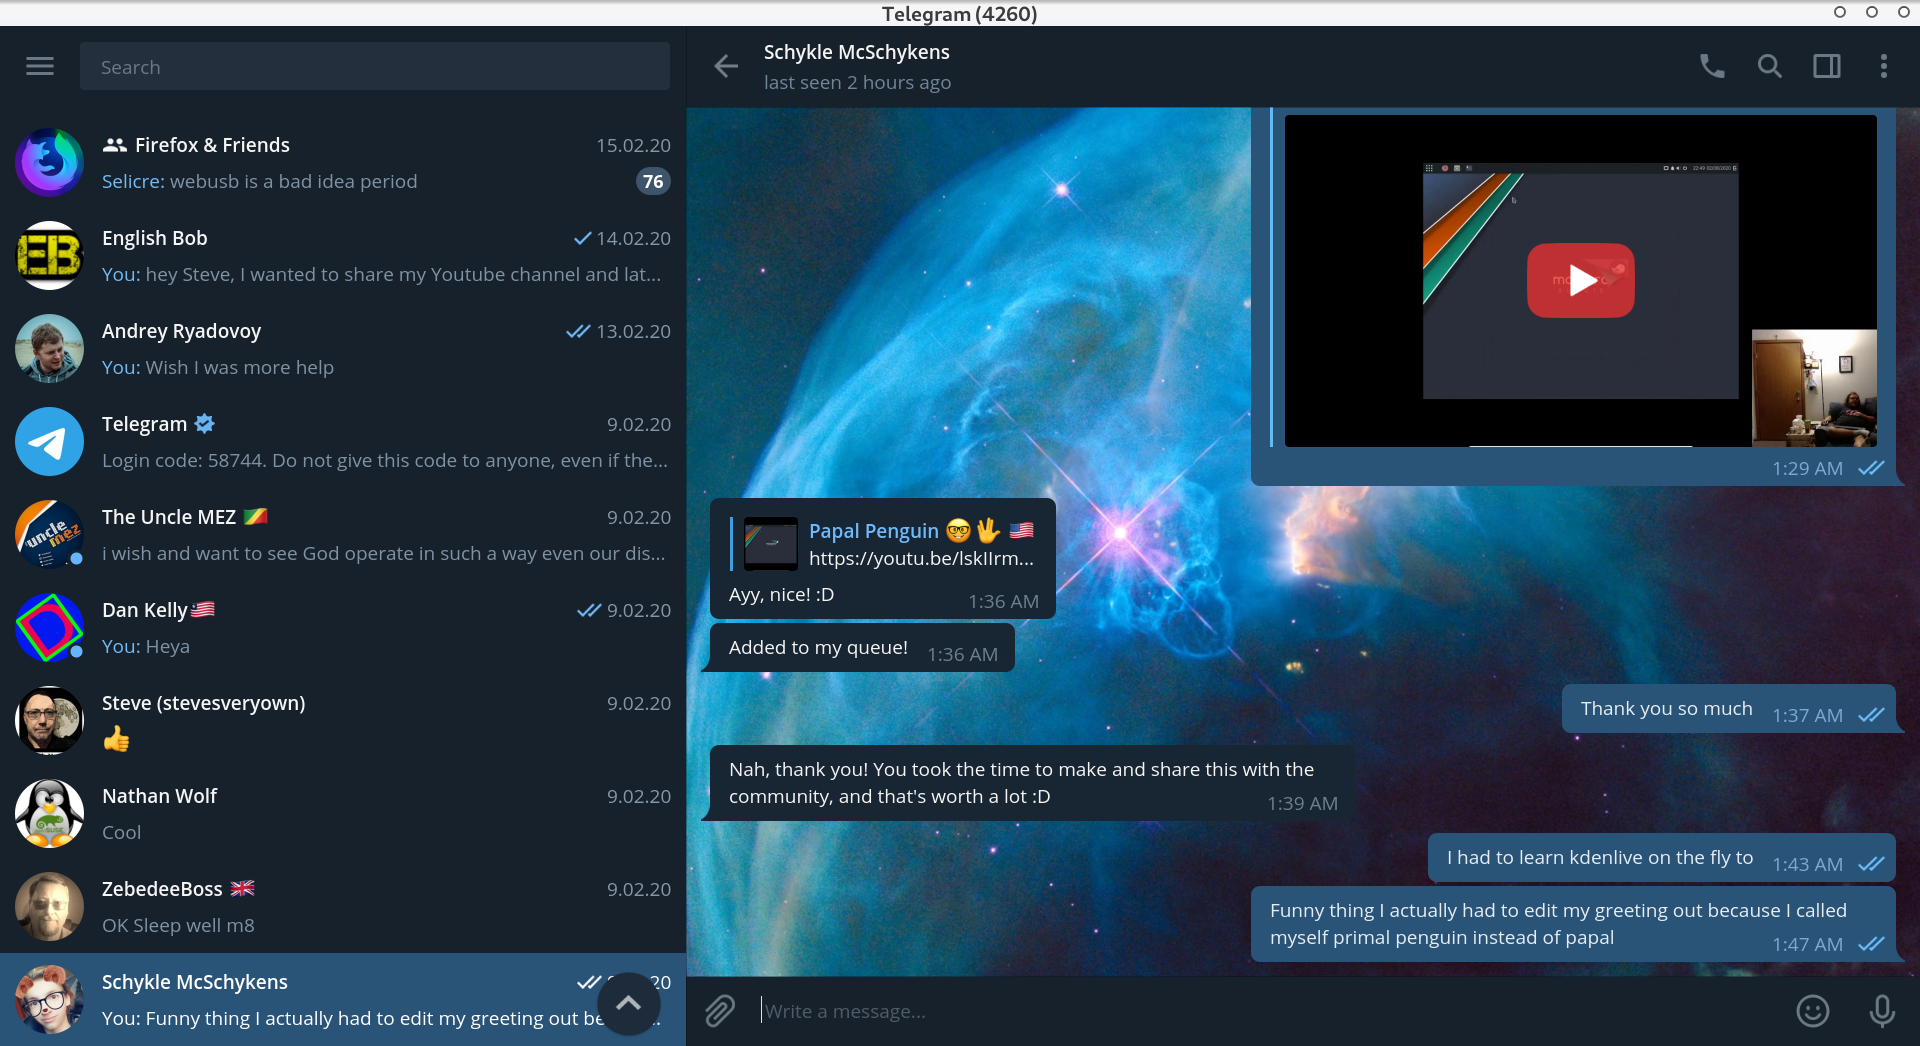 Telegram (4260)
Search
Firefox & Friends 15.02.20
Selicre: webusb is a bad idea period 76
English Bob 14.02.20
You: hey Steve, I wanted to share my Youtube channel and lat...
Andrey Ryadovoy 13.02.20
You: Wish I was more help
Telegram 9.02.20
Login code: 58744. Do not give this code to anyone, even if the...
The Uncle MEZ 🇨🇬 9.02.20
i wish and want to see God operate in such a way even our dis...
Dan Kelly🇺🇸 9.02.20
You: Heya
Steve (stevesveryown) 9.02.20
👍
Nathan Wolf 9.02.20
Cool
ZebedeeBoss 🇬🇧 9.02.20
OK Sleep well m8
Schykle McSchykens 20
You: Funny thing I actually had to edit my greeting out be...
EB
uncle mez
Schykle McSchykens
last seen 2 hours ago
1:29 AM
Papal Penguin 🤓🖖 🇺🇸
https://youtu.be/lskIIrm...
Ayy, nice! :D 1:36 AM
Added to my queue! 1:36 AM
Thank you so much 1:37 AM
Nah, thank you! You took the time to make and share this with the
community, and that's worth a lot :D 1:39 AM
I had to learn kdenlive on the fly to 1:43 AM
Funny thing I actually had to edit my greeting out because I called
myself primal penguin instead of papal 1:47 AM
Write a message...